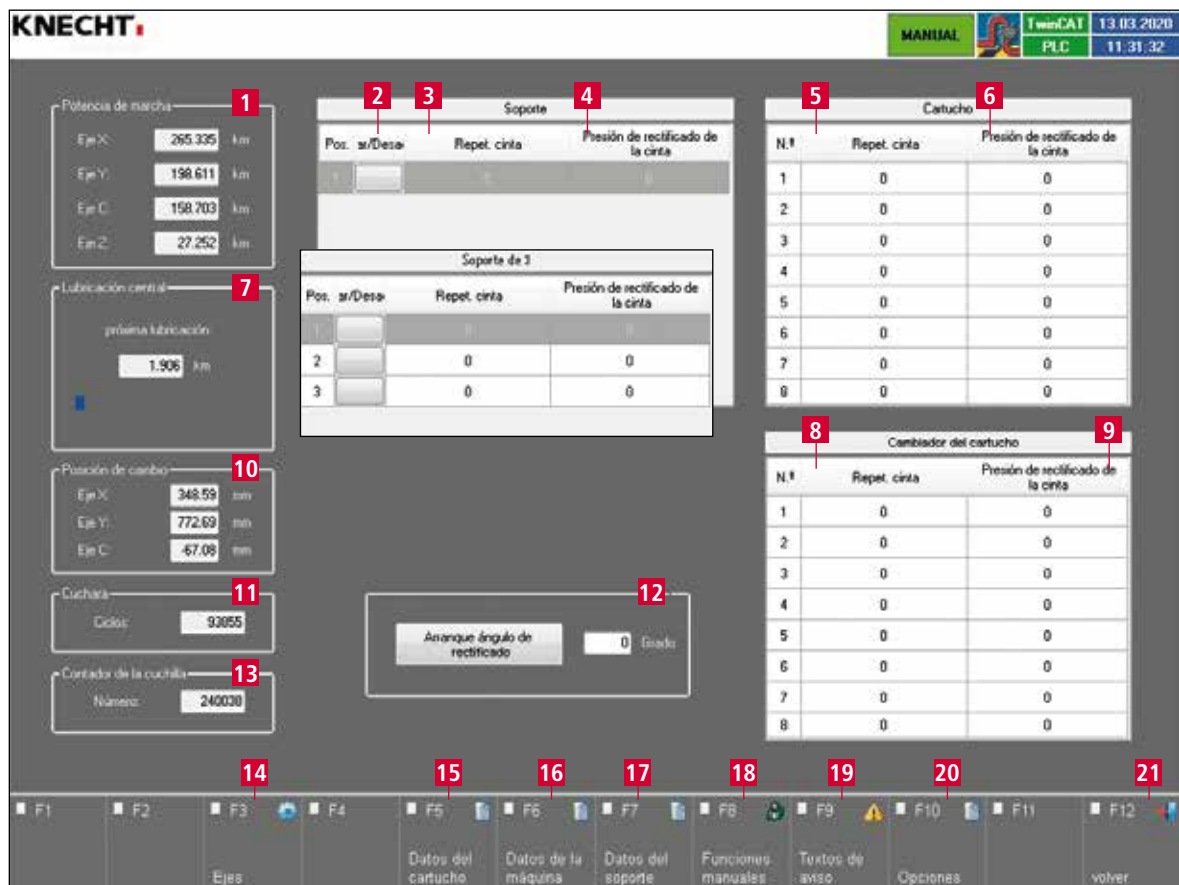 KNECHT
MANUAL
TwinCAT
PLC
13.03.2020
11:31:32
Potencia de marcha 1
Eje X: 265.335 km
Eje Y: 198.611 km
Eje C: 158.703 km
Eje Z: 27.252 km
Lubricación central 7
próxima lubricación
1.906 km
Posición de cambio 10
Eje X: 348.59 mm
Eje Y: 772.69 mm
Eje C: -67.08 mm
Cuchara 11
Ciclos: 93855
Contador de la cuchilla 13
Número: 240030
2 3 4
Soporte
Pos. ar/Desa Repet. cinta Presión de rectificado de
la cinta
1 0 0
Soporte de 3
Pos. ar/Desa Repet. cinta Presión de rectificado de
la cinta
1 0 0
2 0 0
3 0 0
12
Arranque ángulo de
rectificado
0 Grado
5 6
Cartucho
N.º Repet. cinta Presión de rectificado de
la cinta
1 0 0
2 0 0
3 0 0
4 0 0
5 0 0
6 0 0
7 0 0
8 0 0
8 9
Cambiador del cartucho
N.º Repet. cinta Presión de rectificado de
la cinta
1 0 0
2 0 0
3 0 0
4 0 0
5 0 0
6 0 0
7 0 0
8 0 0
14 15 16 17 18 19 20 21
F1 F2 F3 F4 F5 F6 F7 F8 F9 F10 F11 F12
Ejes
Datos del
cartucho
Datos de la
máquina
Datos del
soporte
Funciones
manuales
Textos de
aviso
Opciones
volver